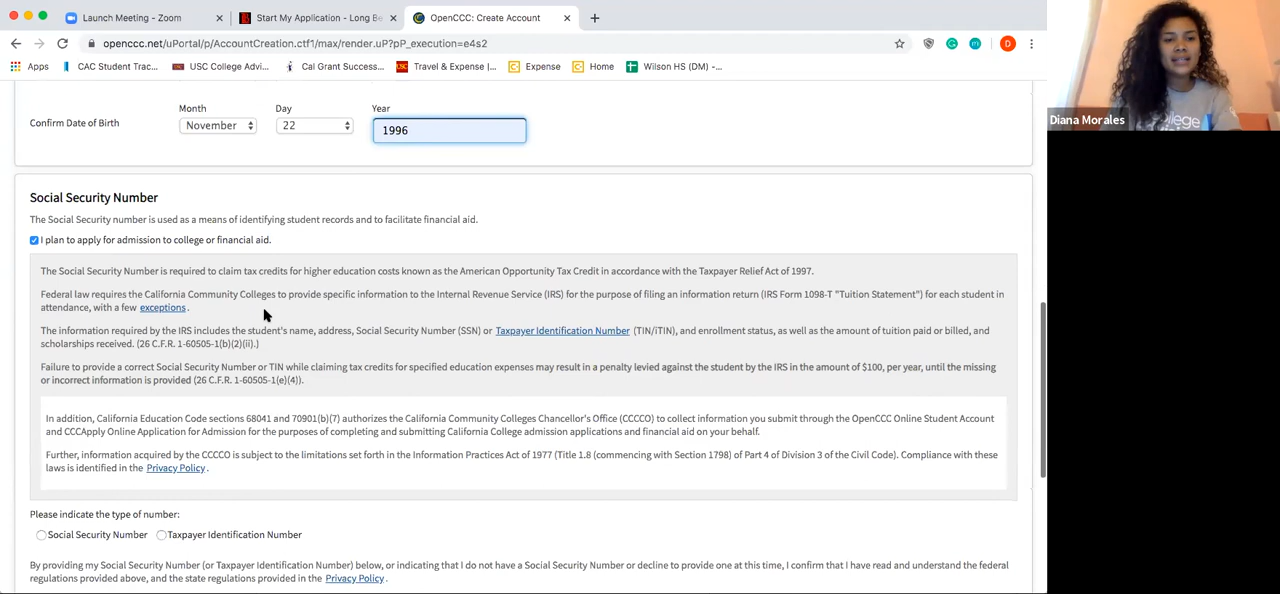 Launch Meeting - Zoom
Start My Application - Long Be
OpenCCC: Create Account
openccc.net/uPortal/p/AccountCreation.ctf1/max/render.uP?pP_execution=e4s2
D
Apps
CAC Student Trac...
USC College Advi...
Cal Grant Success...
Travel & Expense |...
Expense
Home
Wilson HS (DM) -...
Month
Day
Year
Confirm Date of Birth
November
22
1996
Diana Morales
Social Security Number
The Social Security number is used as a means of identifying student records and to facilitate financial aid.
I plan to apply for admission to college or financial aid.
The Social Security Number is required to claim tax credits for higher education costs known as the American Opportunity Tax Credit in accordance with the Taxpayer Relief Act of 1997.
Federal law requires the California Community Colleges to provide specific information to the Internal Revenue Service (IRS) for the purpose of filing an information return (IRS Form 1098-T "Tuition Statement") for each student in
attendance, with a few exceptions.
The information required by the IRS includes the student's name, address, Social Security Number (SSN) or Taxpayer Identification Number (TIN/iTIN), and enrollment status, as well as the amount of tuition paid or billed, and
scholarships received. (26 C.F.R. 1-60505-1(b)(2)(ii).)
Failure to provide a correct Social Security Number or TIN while claiming tax credits for specified education expenses may result in a penalty levied against the student by the IRS in the amount of $100, per year, until the missing
or incorrect information is provided (26 C.F.R. 1-60505-1(e)(4)).
In addition, California Education Code sections 68041 and 70901(b)(7) authorizes the California Community Colleges Chancellor's Office (CCCCO) to collect information you submit through the OpenCCC Online Student Account
and CCCApply Online Application for Admission for the purposes of completing and submitting California College admission applications and financial aid on your behalf.
Further, information acquired by the CCCCO is subject to the limitations set forth in the Information Practices Act of 1977 (Title 1.8 (commencing with Section 1798) of Part 4 of Division 3 of the Civil Code). Compliance with these
laws is identified in the Privacy Policy.
Please indicate the type of number:
Social Security Number
Taxpayer Identification Number
By providing my Social Security Number (or Taxpayer Identification Number) below, or indicating that I do not have a Social Security Number or decline to provide one at this time, I confirm that I have read and understand the federal
regulations provided above, and the state regulations provided in the Privacy Policy.